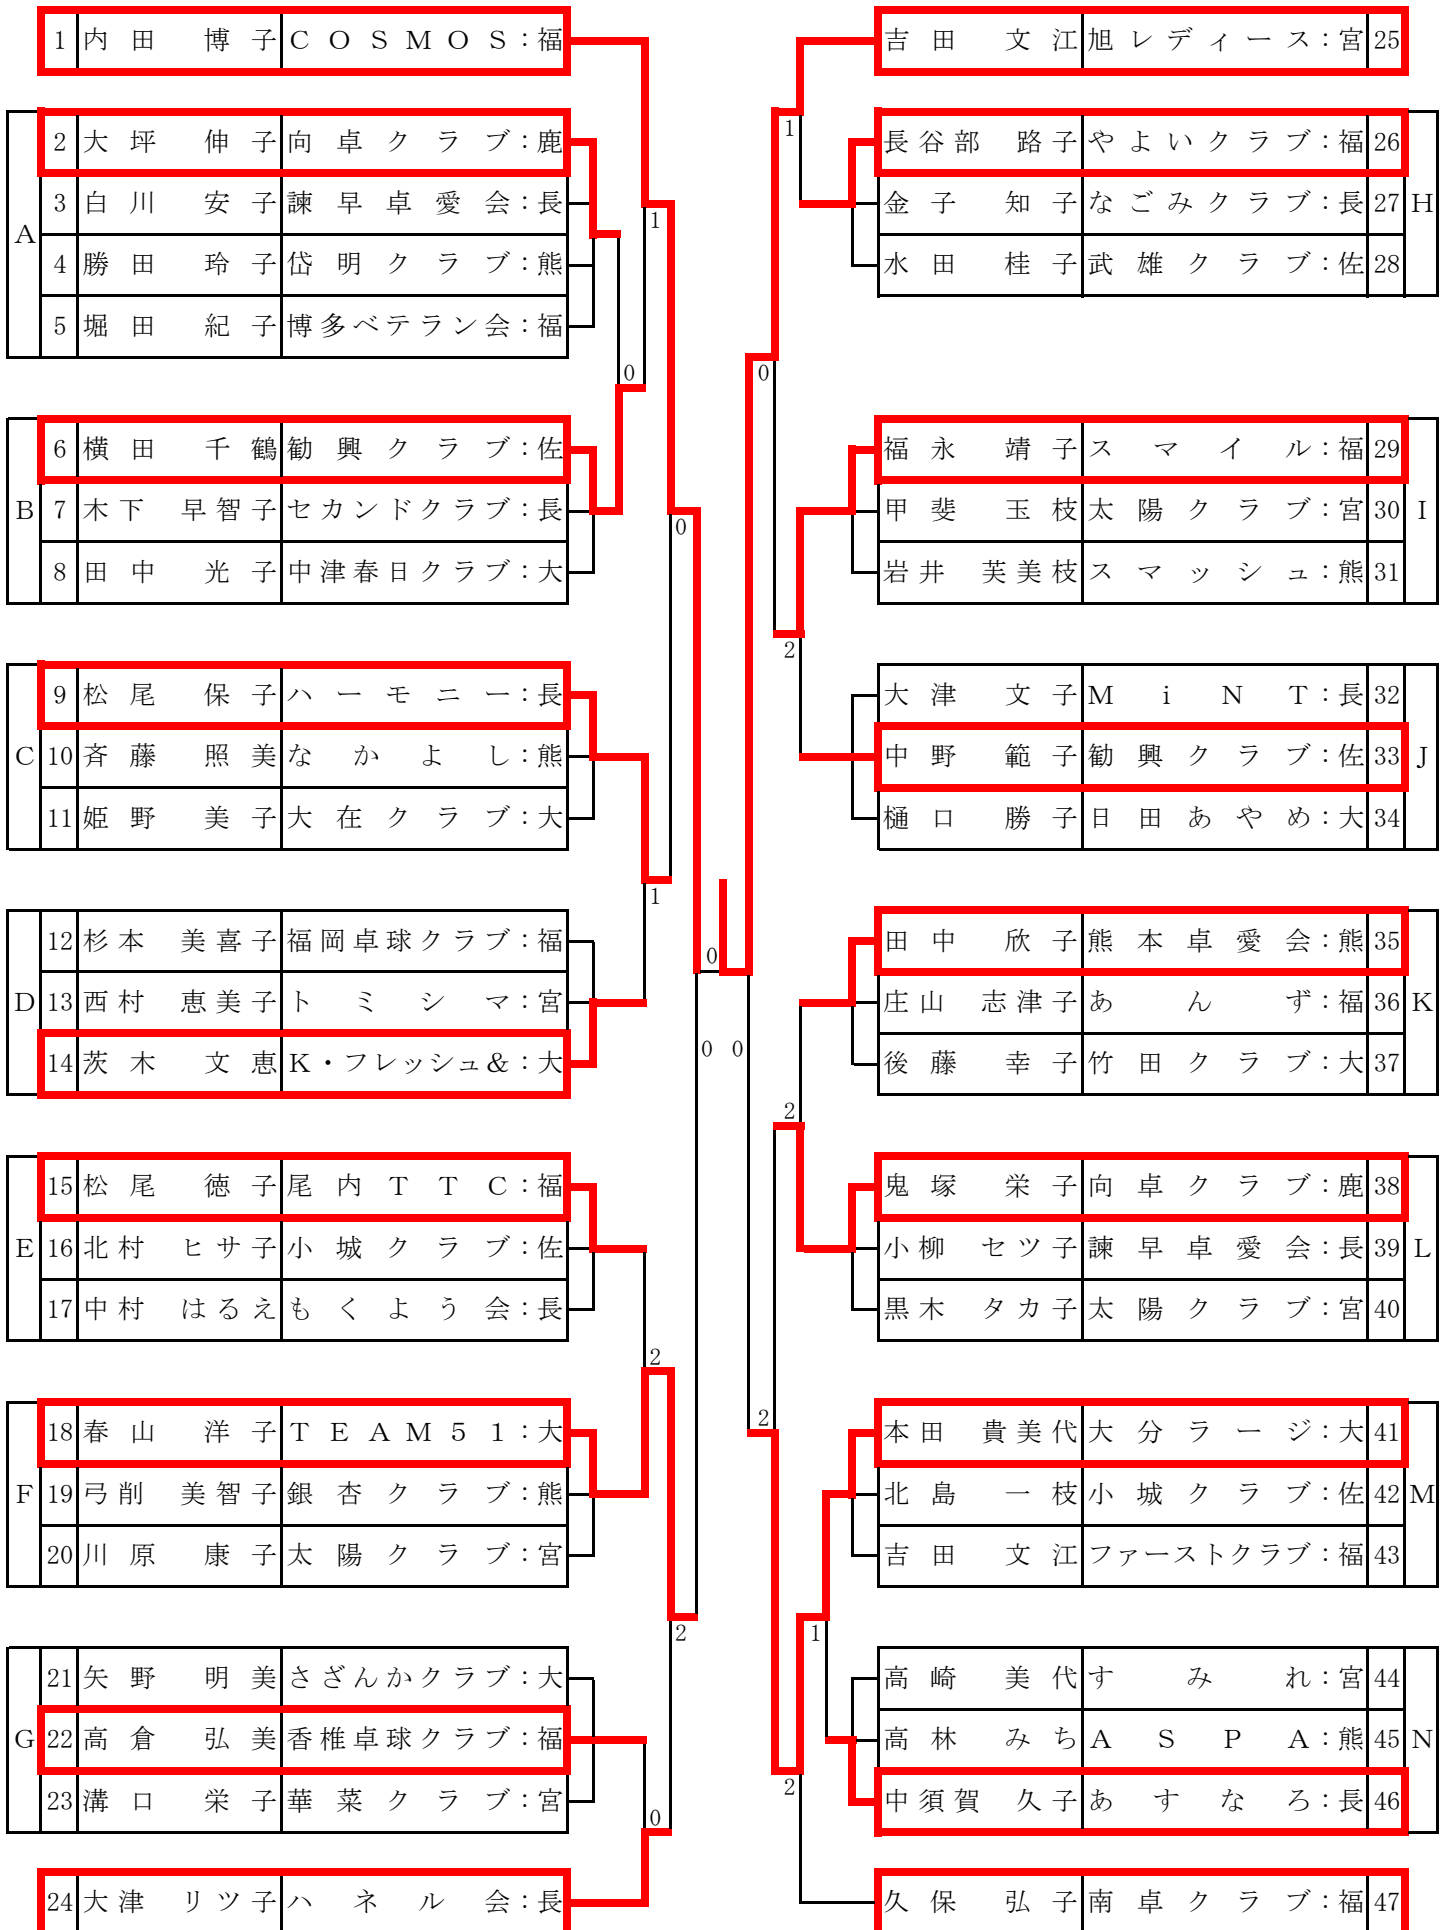 1 内田 博子 COSMOS：福
A
2 大坪 伸子 向卓クラブ：鹿
3 白川 安子 諫早卓愛会：長
4 勝田 玲子 岱明クラブ：熊
5 堀田 紀子 博多ベテラン会：福
B
6 横田 千鶴 勧興クラブ：佐
7 木下 早智子 セカンドクラブ：長
8 田中 光子 中津春日クラブ：大
C
9 松尾 保子 ハーモニー：長
10 斉藤 照美 なかよし：熊
11 姫野 美子 大在クラブ：大
D
12 杉本 美喜子 福岡卓球クラブ：福
13 西村 恵美子 トミシマ：宮
14 茨木 文恵 K・フレッシュ&：大
E
15 松尾 徳子 尾内TTC：福
16 北村 ヒサ子 小城クラブ：佐
17 中村 はるえ もくよう会：長
F
18 春山 洋子 TEAM51：大
19 弓削 美智子 銀杏クラブ：熊
20 川原 康子 太陽クラブ：宮
G
21 矢野 明美 さざんかクラブ：大
22 高倉 弘美 香椎卓球クラブ：福
23 溝口 栄子 華菜クラブ：宮
24 大津 リツ子 ハネル会：長
1
0
0
1
2
2
0
0
0 0
1
0
2
2
2
1
2
吉田 文江 旭レディース：宮 25
長谷部 路子 やよいクラブ：福 26
金子 知子 なごみクラブ：長 27
水田 桂子 武雄クラブ：佐 28
H
福永 靖子 スマイル：福 29
甲斐 玉枝 太陽クラブ：宮 30
岩井 芙美枝 スマッシュ：熊 31
I
大津 文子 MiNT：長 32
中野 範子 勧興クラブ：佐 33
樋口 勝子 日田あやめ：大 34
J
田中 欣子 熊本卓愛会：熊 35
庄山 志津子 あんず：福 36
後藤 幸子 竹田クラブ：大 37
K
鬼塚 栄子 向卓クラブ：鹿 38
小柳 セツ子 諫早卓愛会：長 39
黒木 タカ子 太陽クラブ：宮 40
L
本田 貴美代 大分ラージ：大 41
北島 一枝 小城クラブ：佐 42
吉田 文江 ファーストクラブ：福 43
M
高崎 美代 すみれ：宮 44
高林 みち ASPA：熊 45
中須賀 久子 あすなろ：長 46
N
久保 弘子 南卓クラブ：福 47